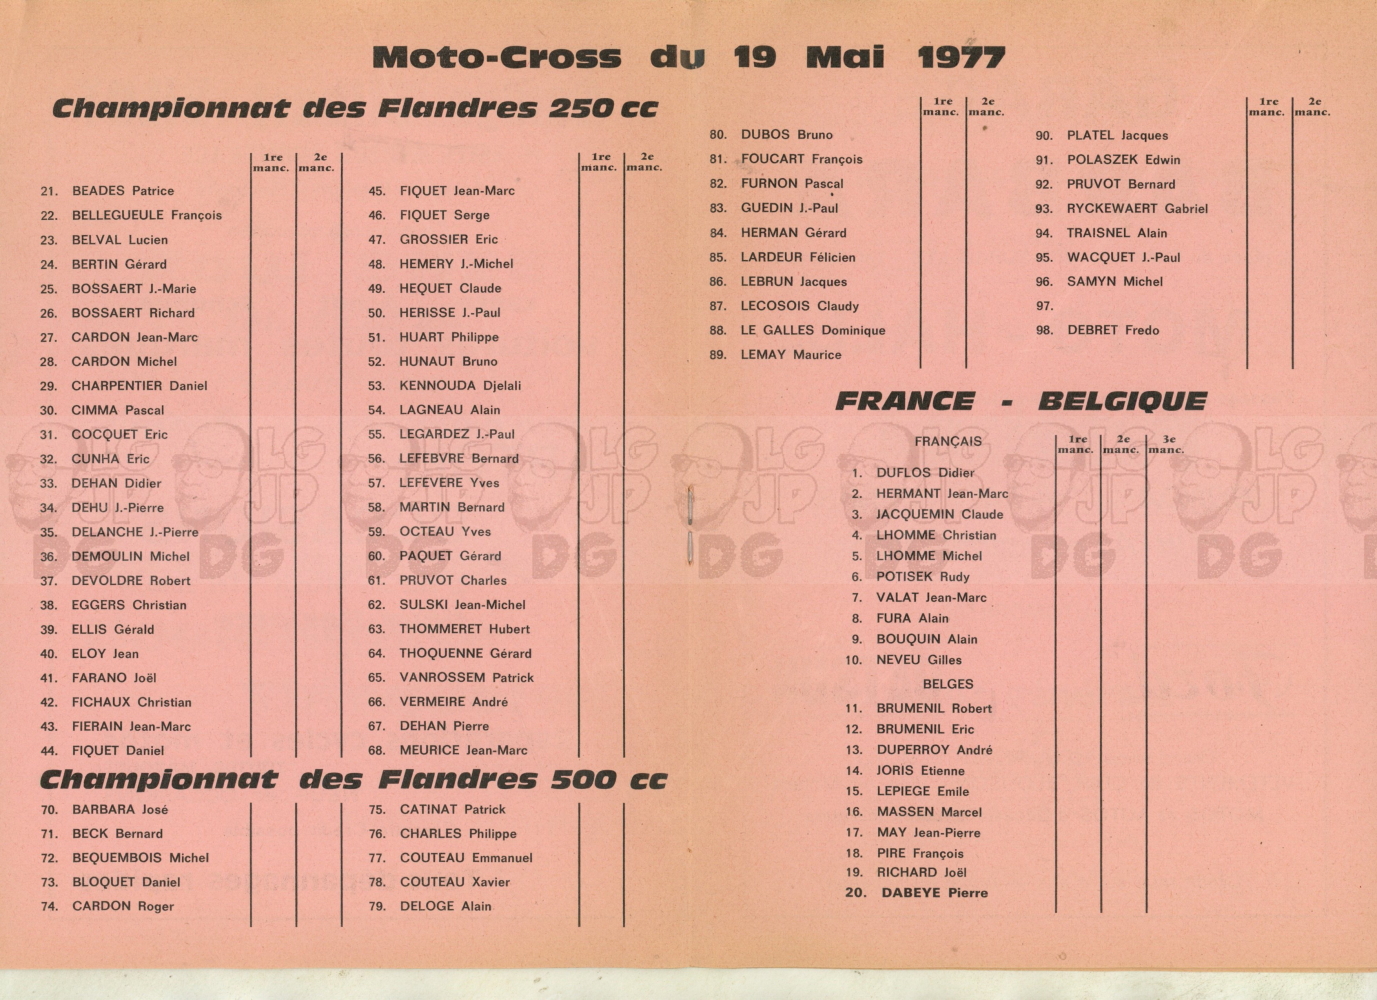 Moto-Cross du 19 Mai 1977
Championnat des Flandres 250 cc
1re manc. 2e manc.
21. BEADES Patrice
22. BELLEGUEULE François
23. BELVAL Lucien
24. BERTIN Gérard
25. BOSSAERT J.-Marie
26. BOSSAERT Richard
27. CARDON Jean-Marc
28. CARDON Michel
29. CHARPENTIER Daniel
30. CIMMA Pascal
31. COCQUET Eric
32. CUNHA Eric
33. DEHAN Didier
34. DEHU J.-Pierre
35. DELANCHE J.-Pierre
36. DEMOULIN Michel
37. DEVOLDRE Robert
38. EGGERS Christian
39. ELLIS Gérald
40. ELOY Jean
41. FARANO Joël
42. FICHAUX Christian
43. FIERAIN Jean-Marc
44. FIQUET Daniel
1re manc. 2e manc.
45. FIQUET Jean-Marc
46. FIQUET Serge
47. GROSSIER Eric
48. HEMERY J.-Michel
49. HEQUET Claude
50. HERISSE J.-Paul
51. HUART Philippe
52. HUNAUT Bruno
53. KENNOUDA Djelali
54. LAGNEAU Alain
55. LEGARDEZ J.-Paul
56. LEFEBVRE Bernard
57. LEFEVERE Yves
58. MARTIN Bernard
59. OCTEAU Yves
60. PAQUET Gérard
61. PRUVOT Charles
62. SULSKI Jean-Michel
63. THOMMERET Hubert
64. THOQUENNE Gérard
65. VANROSSEM Patrick
66. VERMEIRE André
67. DEHAN Pierre
68. MEURICE Jean-Marc
Championnat des Flandres 500 cc
70. BARBARA José
71. BECK Bernard
72. BEQUEMBOIS Michel
73. BLOQUET Daniel
74. CARDON Roger
75. CATINAT Patrick
76. CHARLES Philippe
77. COUTEAU Emmanuel
78. COUTEAU Xavier
79. DELOGE Alain
1re manc. 2e manc.
80. DUBOS Bruno
81. FOUCART François
82. FURNON Pascal
83. GUEDIN J.-Paul
84. HERMAN Gérard
85. LARDEUR Félicien
86. LEBRUN Jacques
87. LECOSOIS Claudy
88. LE GALLES Dominique
89. LEMAY Maurice
1re manc. 2e manc.
90. PLATEL Jacques
91. POLASZEK Edwin
92. PRUVOT Bernard
93. RYCKEWAERT Gabriel
94. TRAISNEL Alain
95. WACQUET J.-Paul
96. SAMYN Michel
97.
98. DEBRET Fredo
FRANCE - BELGIQUE
FRANÇAIS
1re manc. 2e manc. 3e manc.
1. DUFLOS Didier
2. HERMANT Jean-Marc
3. JACQUEMIN Claude
4. LHOMME Christian
5. LHOMME Michel
6. POTISEK Rudy
7. VALAT Jean-Marc
8. FURA Alain
9. BOUQUIN Alain
10. NEVEU Gilles
BELGES
11. BRUMENIL Robert
12. BRUMENIL Eric
13. DUPERROY André
14. JORIS Etienne
15. LEPIEGE Emile
16. MASSEN Marcel
17. MAY Jean-Pierre
18. PIRE François
19. RICHARD Joël
20. DABEYE Pierre
LG JP DG